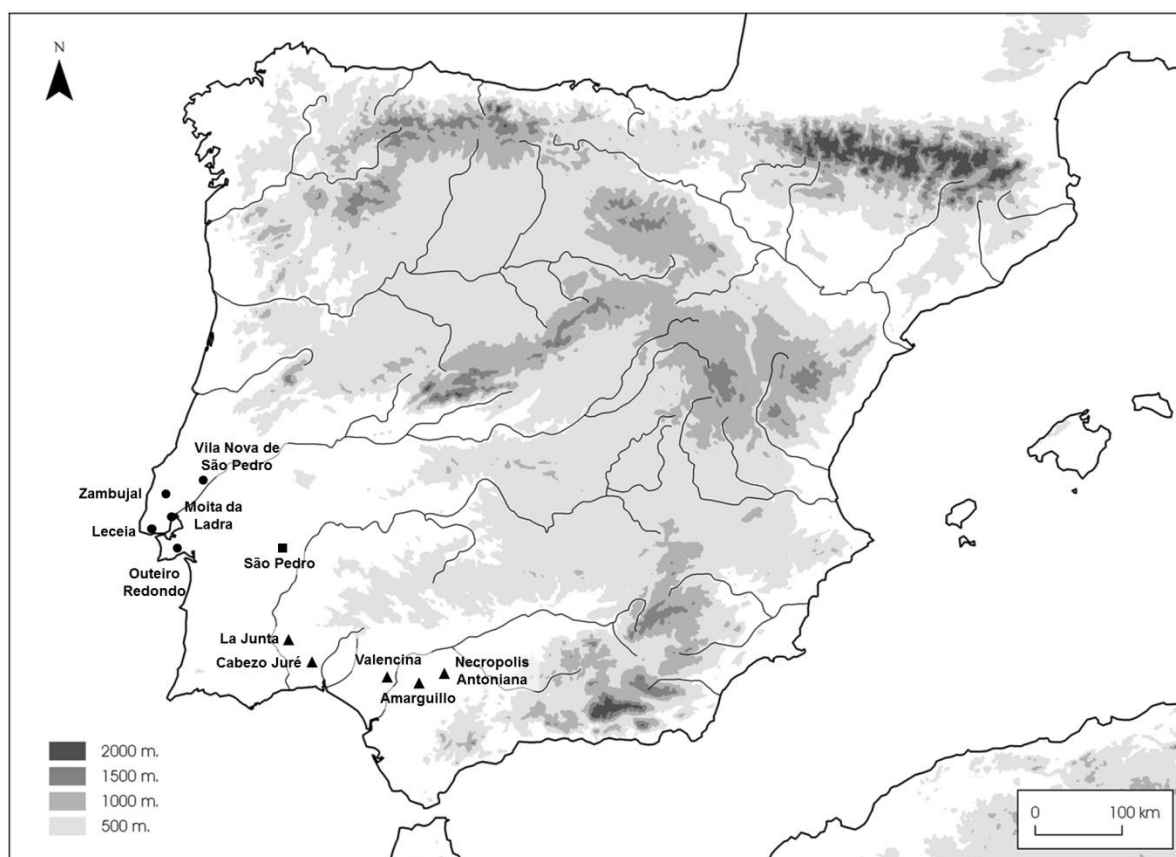 N
Vila Nova de
São Pedro
Zambujal
Moita da
Ladra
Leceia
São Pedro
Outeiro
Redondo
La Junta
Cabezo Juré
Valencina
Necropolis
Antoniana
Amarguillo
2000 m.
1500 m.
1000 m.
500 m.
0 100 km